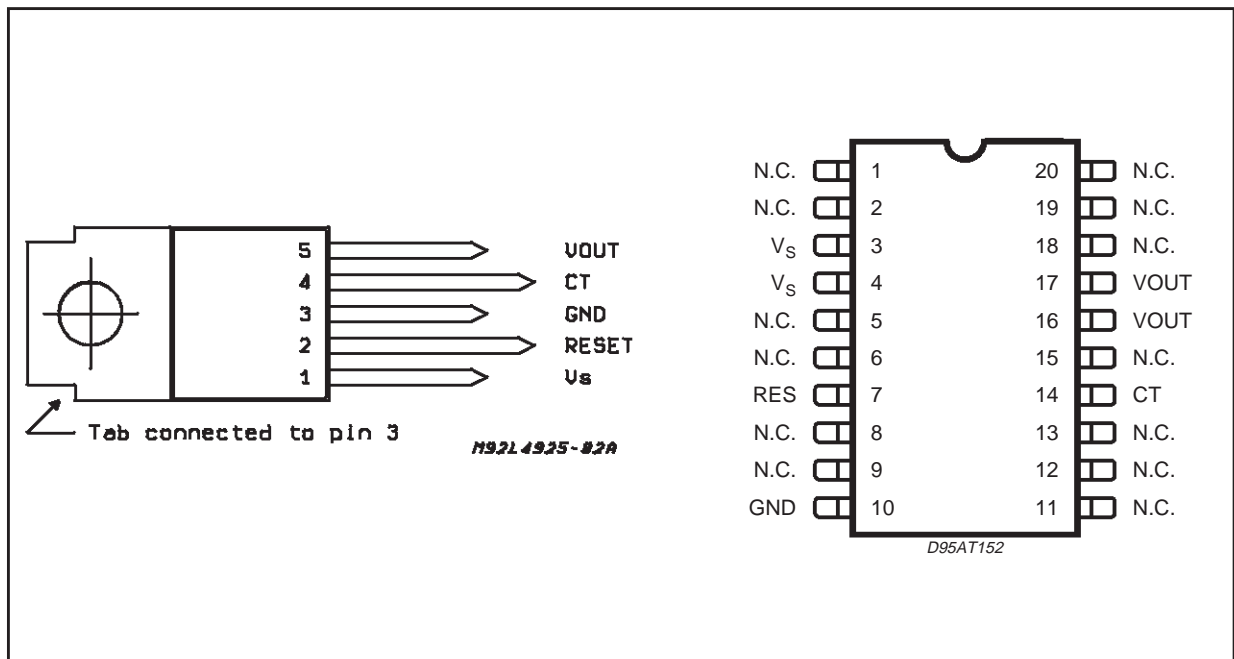 5 VOUT
4 CT
3 GND
2 RESET
1 Vs
Tab connected to pin 3
M92L4925-02A
N.C. 1 20 N.C.
N.C. 2 19 N.C.
VS 3 18 N.C.
VS 4 17 VOUT
N.C. 5 16 VOUT
N.C. 6 15 N.C.
RES 7 14 CT
N.C. 8 13 N.C.
N.C. 9 12 N.C.
GND 10 11 N.C.
D95AT152